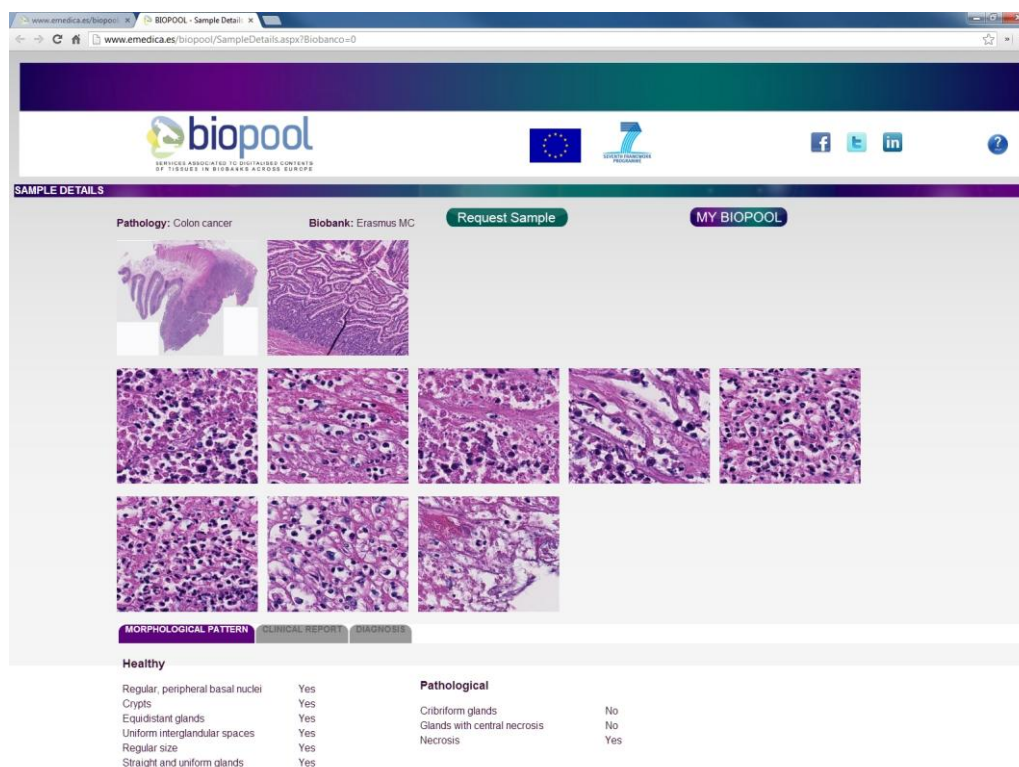 www.emedica.es/biopool
BIOPOOL - Sample Details
www.emedica.es/biopool/SampleDetails.aspx?Biobanco=0
biopool
SERVICES ASSOCIATED TO DIGITALISED CONTENTS
OF TISSUES IN BIOBANKS ACROSS EUROPE
7
SEVENTH FRAMEWORK
PROGRAMME
f t in ?
SAMPLE DETAILS
Pathology: Colon cancer Biobank: Erasmus MC Request Sample MY BIOPOOL
MORPHOLOGICAL PATTERN CLINICAL REPORT DIAGNOSIS
Healthy
Regular, peripheral basal nuclei Yes
Crypts Yes
Equidistant glands Yes
Uniform interglandular spaces Yes
Regular size Yes
Straight and uniform glands Yes
Pathological
Cribriform glands No
Glands with central necrosis No
Necrosis Yes